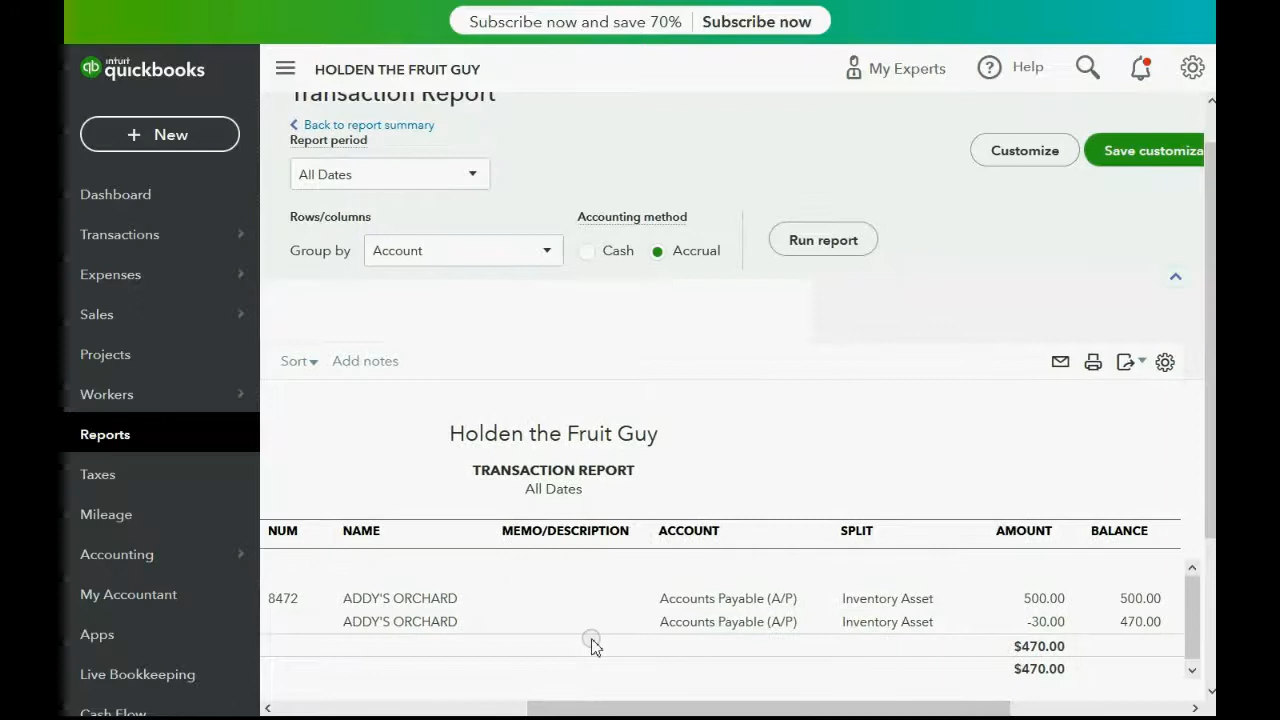 Subscribe now and save 70% Subscribe now
intuit quickbooks
HOLDEN THE FRUIT GUY
My Experts
Help
New
Dashboard
Transactions
Expenses
Sales
Projects
Workers
Reports
Taxes
Mileage
Accounting
My Accountant
Apps
Live Bookkeeping
Cash Flow
Transaction Report
Back to report summary
Report period
All Dates
Customize
Save customiza
Rows/columns
Accounting method
Group by Account
Cash Accrual
Run report
Sort Add notes
Holden the Fruit Guy
TRANSACTION REPORT
All Dates
NUM NAME MEMO/DESCRIPTION ACCOUNT SPLIT AMOUNT BALANCE
8472 ADDY'S ORCHARD Accounts Payable (A/P) Inventory Asset 500.00 500.00
ADDY'S ORCHARD Accounts Payable (A/P) Inventory Asset -30.00 470.00
$470.00
$470.00